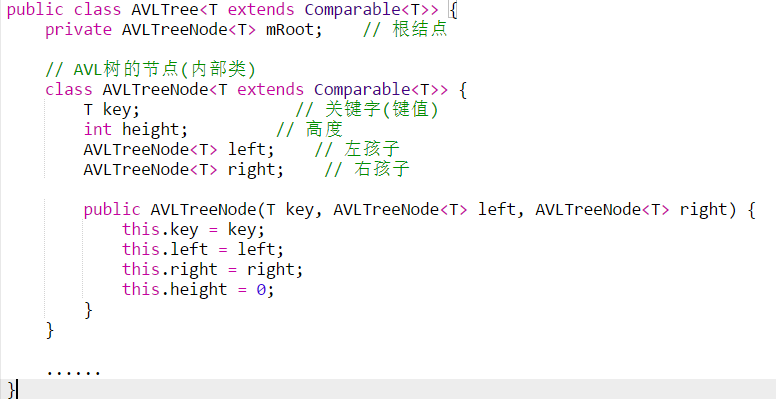 public class AVLTree<T extends Comparable<T>> {
    private AVLTreeNode<T> mRoot;    // 根结点

    // AVL树的节点(内部类)
    class AVLTreeNode<T extends Comparable<T>> {
        T key;                // 关键字(键值)
        int height;         // 高度
        AVLTreeNode<T> left;    // 左孩子
        AVLTreeNode<T> right;    // 右孩子

        public AVLTreeNode(T key, AVLTreeNode<T> left, AVLTreeNode<T> right) {
            this.key = key;
            this.left = left;
            this.right = right;
            this.height = 0;
        }
    }

    ......
}